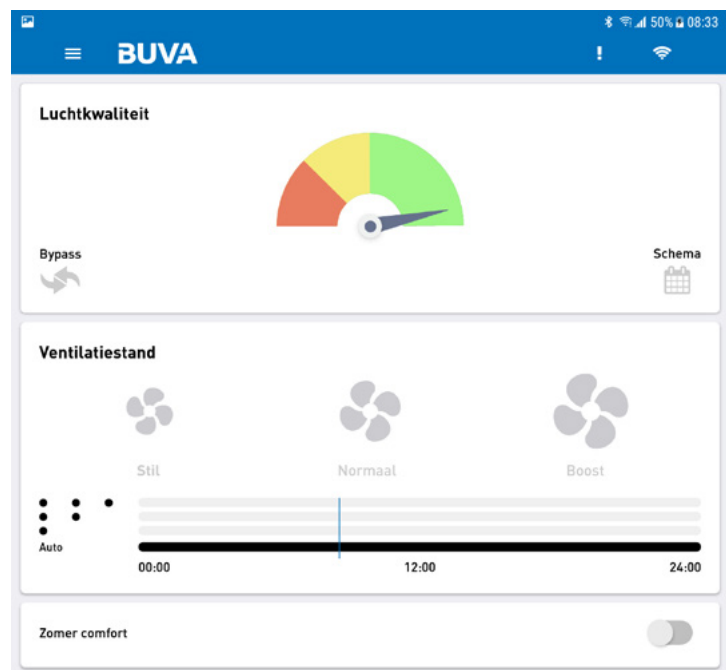 50% 08:33
BUVA
Luchtkwaliteit
Bypass
Schema
Ventilatiestand
Stil
Normaal
Boost
Auto
00:00
12:00
24:00
Zomer comfort